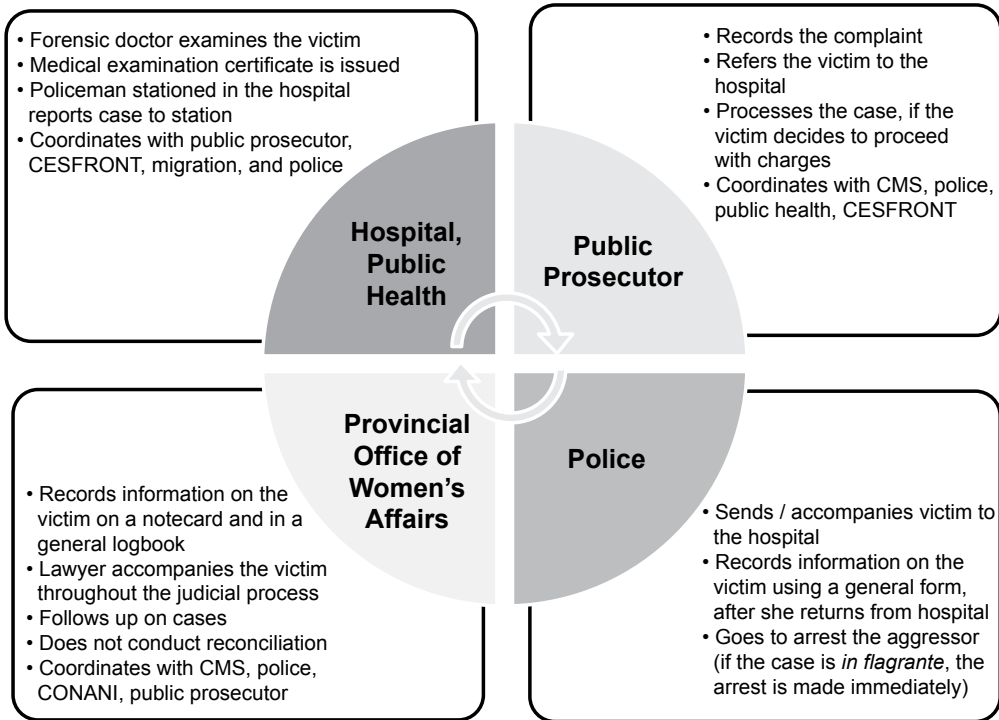 • Forensic doctor examines the victim
• Medical examination certificate is issued
• Policeman stationed in the hospital
reports case to station
• Coordinates with public prosecutor,
CESFRONT, migration, and police
• Records the complaint
• Refers the victim to the
hospital
• Processes the case, if the
victim decides to proceed
with charges
• Coordinates with CMS, police,
public health, CESFRONT
Hospital,
Public
Health
Public
Prosecutor
Provincial
Office of
Women's
Affairs
Police
• Records information on the
victim on a notecard and in a
general logbook
• Lawyer accompanies the victim
throughout the judicial process
• Follows up on cases
• Does not conduct reconciliation
• Coordinates with CMS, police,
CONANI, public prosecutor
• Sends / accompanies victim to
the hospital
• Records information on the
victim using a general form,
after she returns from hospital
• Goes to arrest the aggressor
(if the case is in flagrante, the
arrest is made immediately)